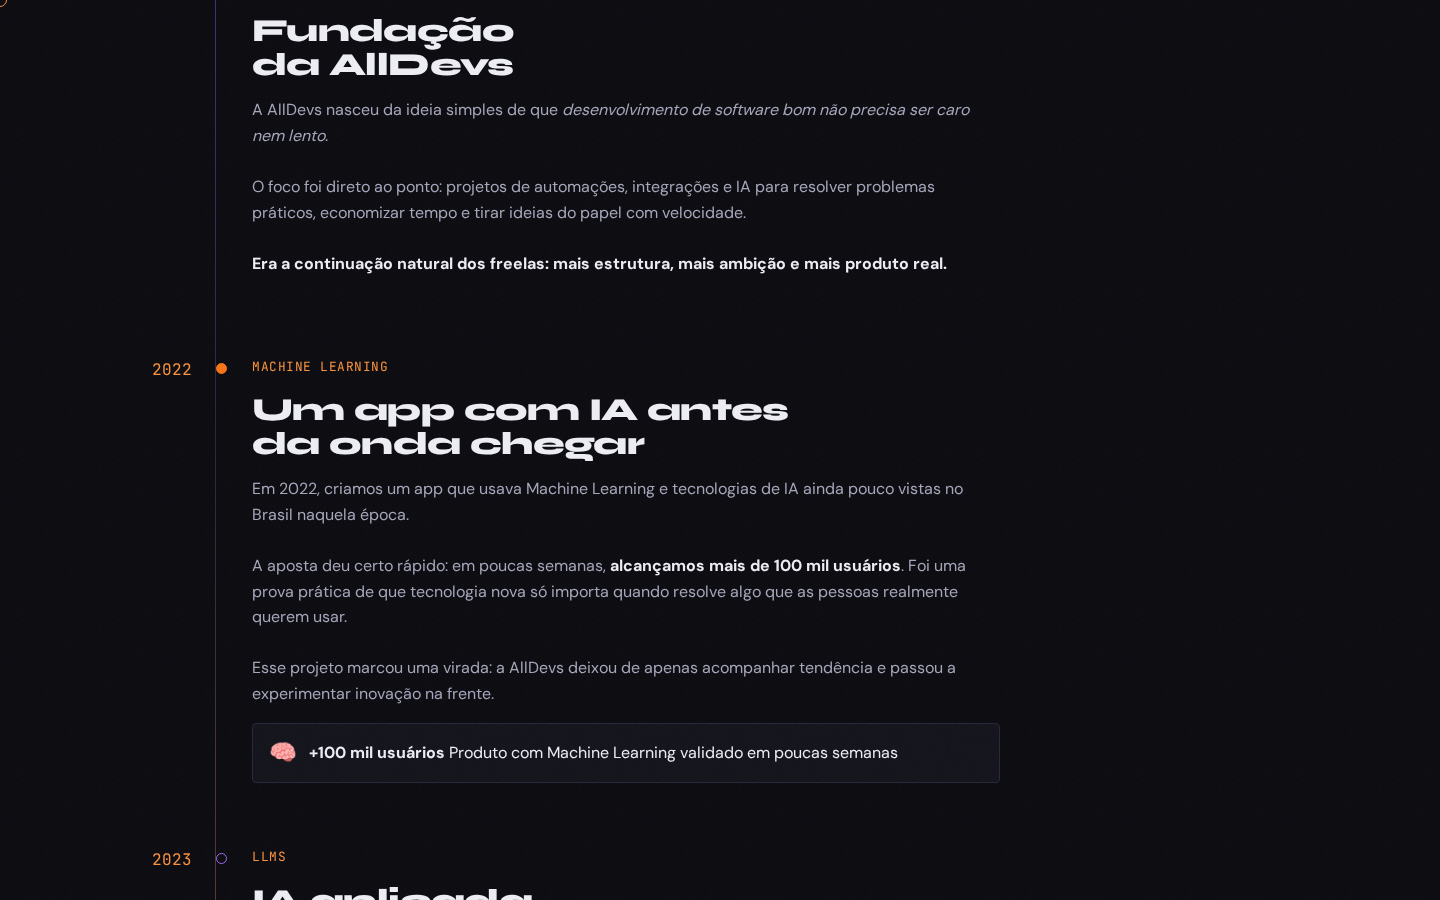 Fundação
da AllDevs
A AllDevs nasceu da ideia simples de que desenvolvimento de software bom não precisa ser caro
nem lento.
O foco foi direto ao ponto: projetos de automações, integrações e IA para resolver problemas
práticos, economizar tempo e tirar ideias do papel com velocidade.
Era a continuação natural dos freelas: mais estrutura, mais ambição e mais produto real.
2022
MACHINE LEARNING
Um app com IA antes
da onda chegar
Em 2022, criamos um app que usava Machine Learning e tecnologias de IA ainda pouco vistas no
Brasil naquela época.
A aposta deu certo rápido: em poucas semanas, alcançamos mais de 100 mil usuários. Foi uma
prova prática de que tecnologia nova só importa quando resolve algo que as pessoas realmente
querem usar.
Esse projeto marcou uma virada: a AllDevs deixou de apenas acompanhar tendência e passou a
experimentar inovação na frente.
+100 mil usuários Produto com Machine Learning validado em poucas semanas
2023
LLMS
IA aplicada